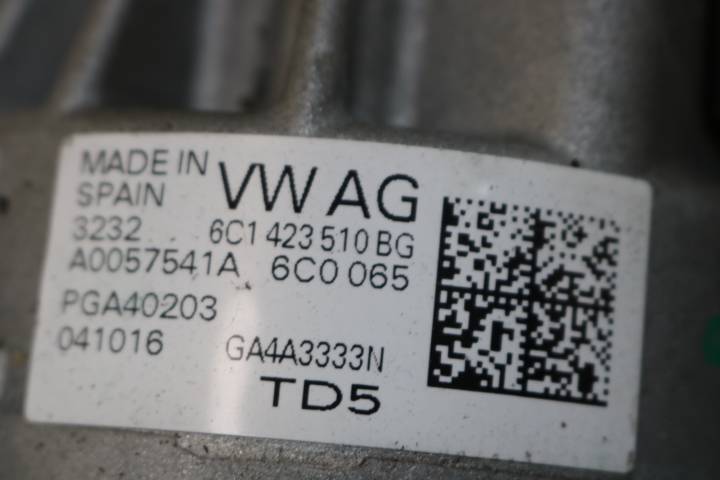 MADE IN
SPAIN
VW AG
3232
6C1 423 510 BG
A0057541A
6C0 065
PGA40203
041016
GA4A3333N
TD5